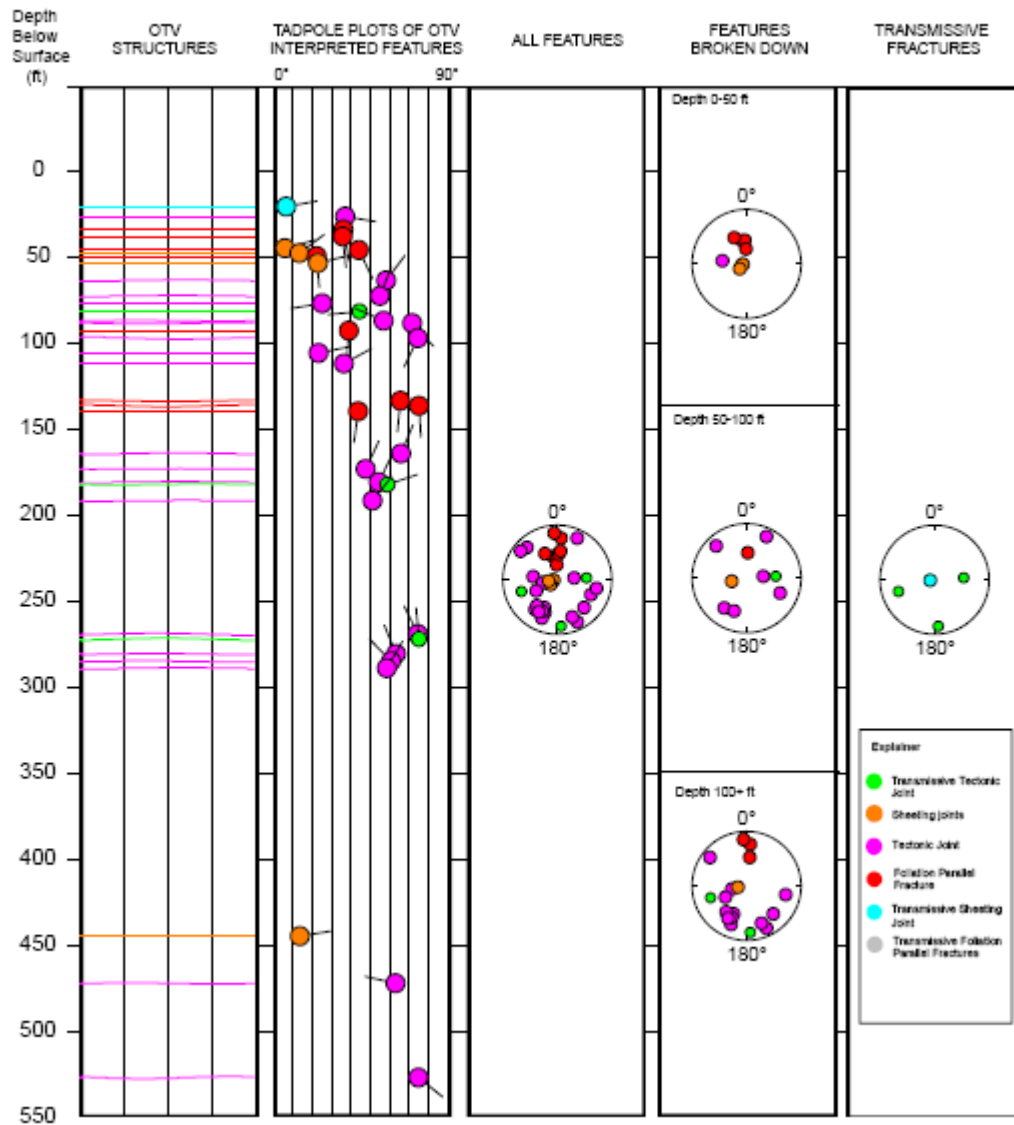 Depth
Below
Surface
(ft)
OTV
STRUCTURES
TADPOLE PLOTS OF OTV
INTERPRETED FEATURES
0° 90°
ALL FEATURES
FEATURES
BROKEN DOWN
TRANSMISSIVE
FRACTURES
0
50
100
150
200
250
300
350
400
450
500
550
0°
180°
Depth 0-50 ft
0°
180°
Depth 50-100 ft
0°
180°
Depth 100+ ft
0°
180°
0°
180°
Explainer
Transmissive Tectonic
Joint
Sheeting joints
Tectonic Joint
Foliation Parallel
Fracture
Transmissive Sheeting
Joint
Transmissive Foliation
Parallel Fractures